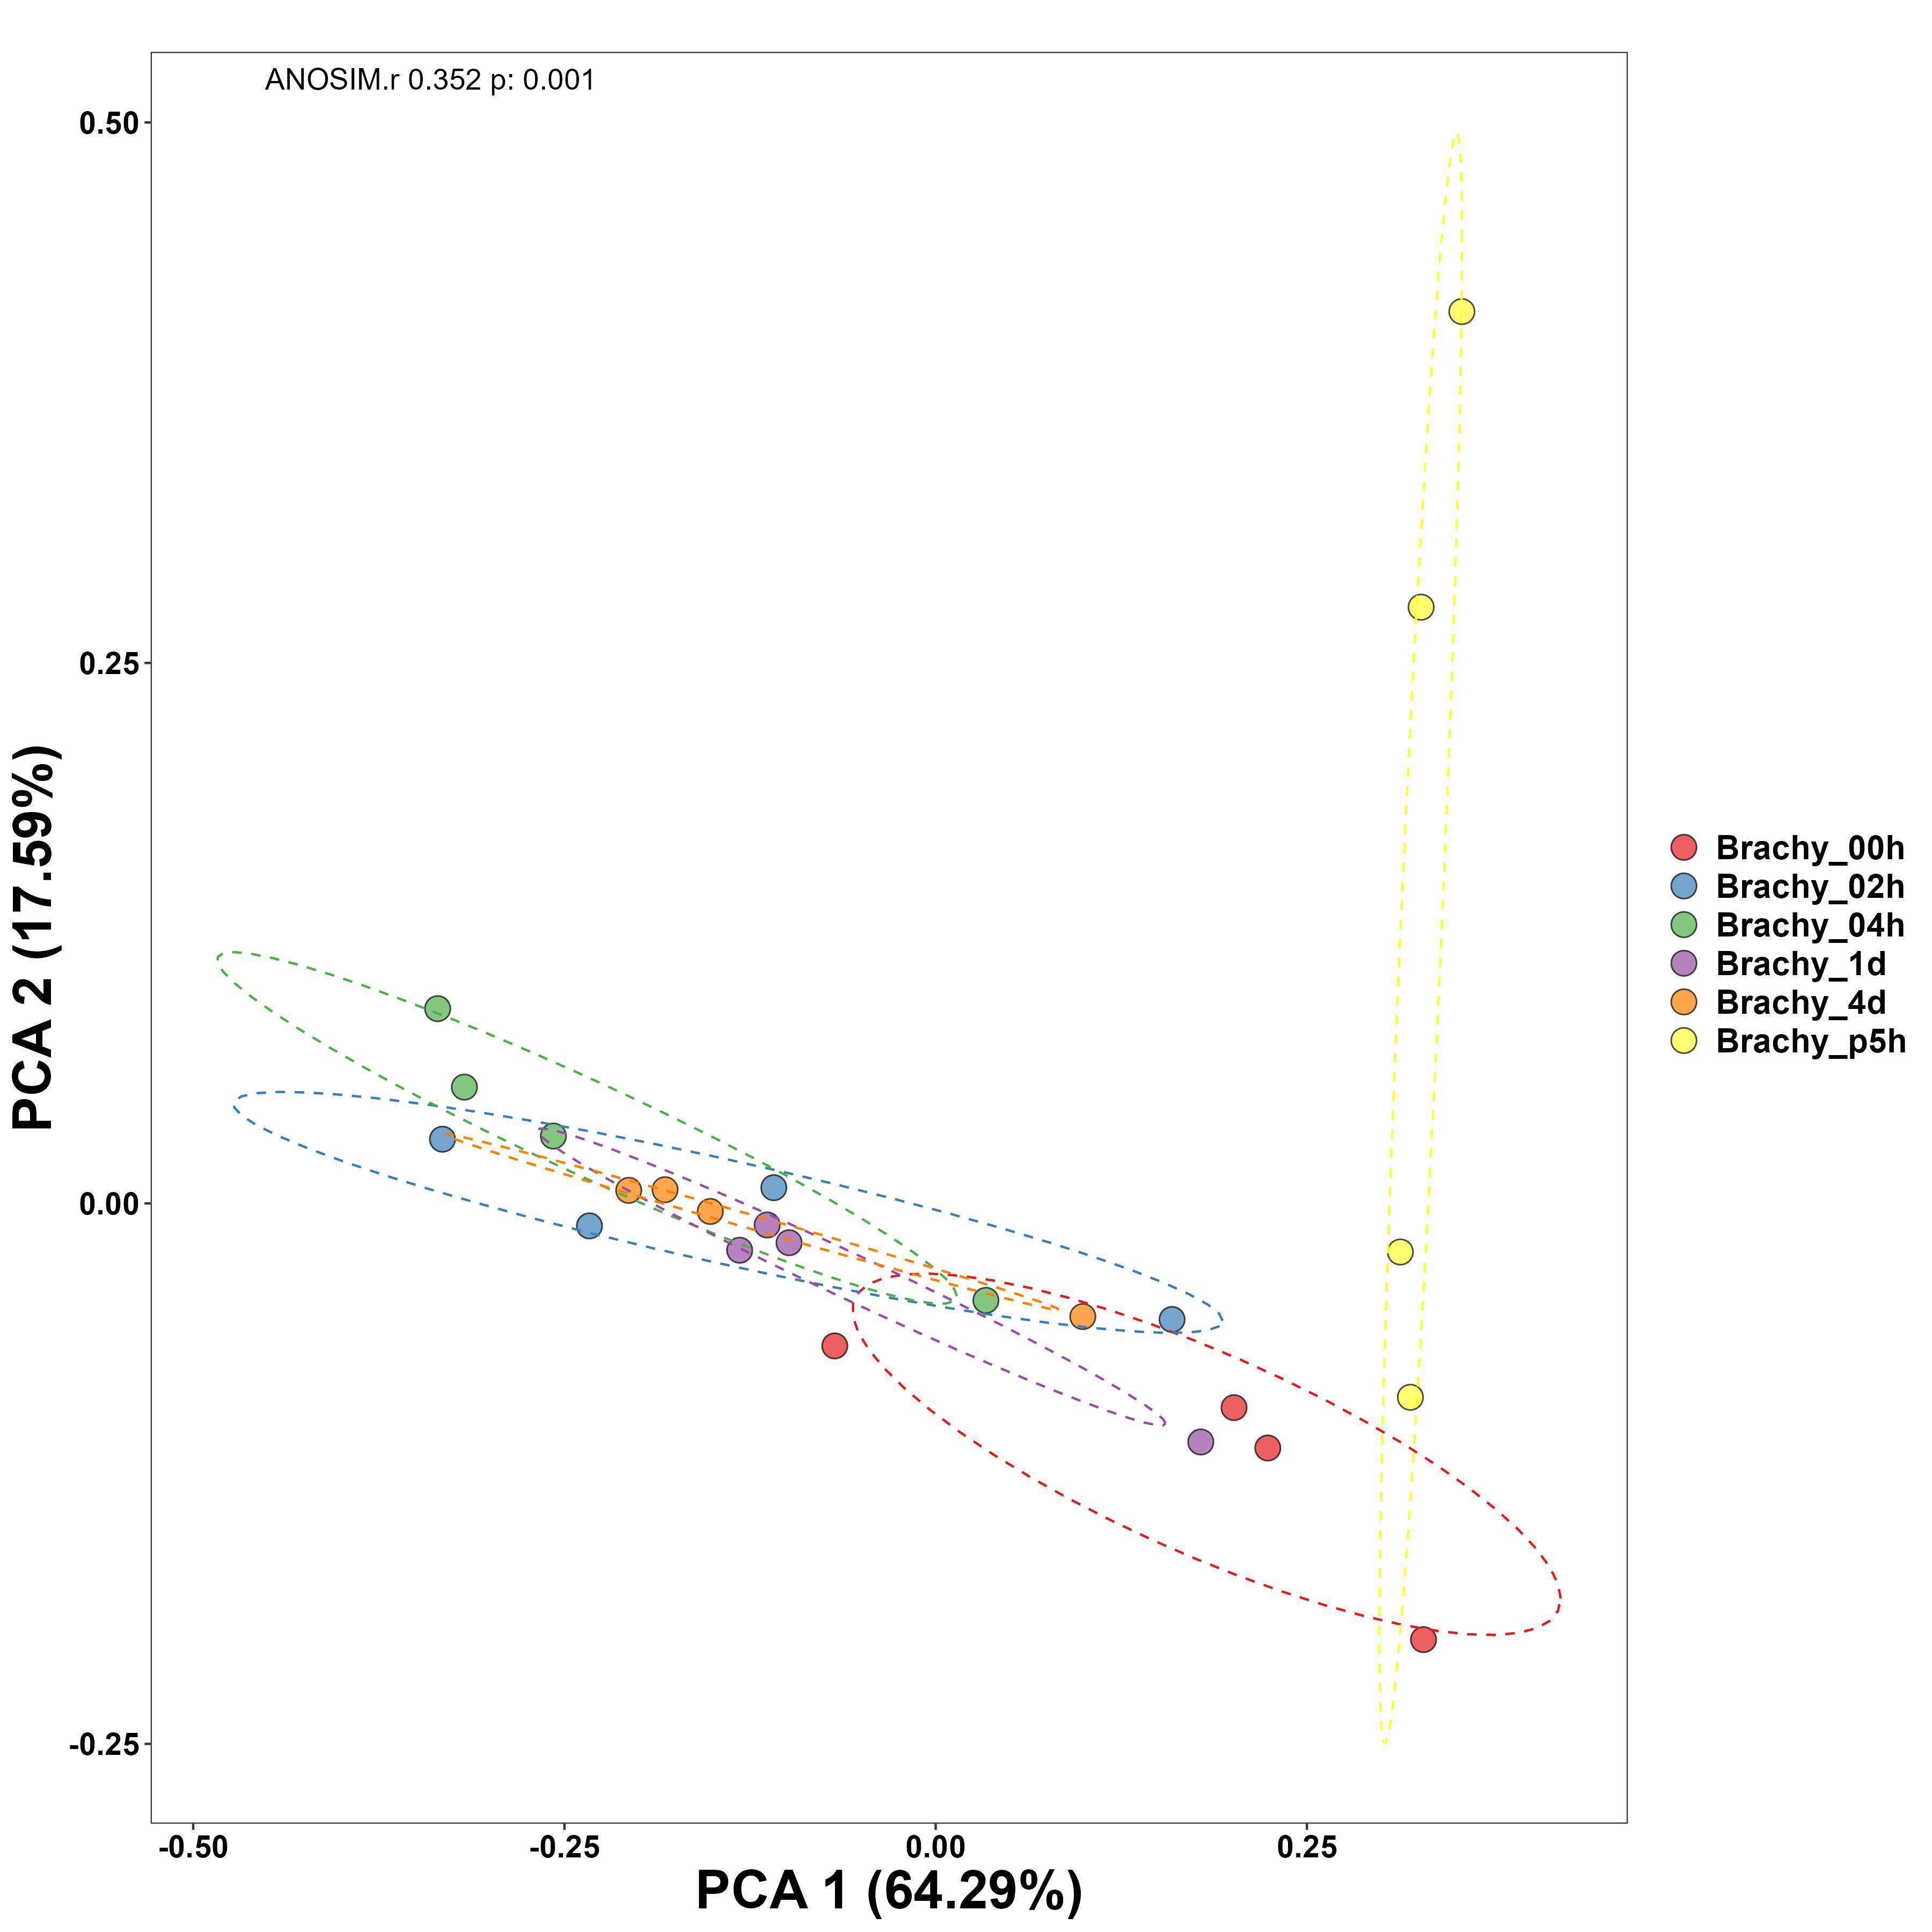 ANOSIM.r 0.352 p: 0.001
0.50
0.25
0.00
-0.25
PCA 2 (17.59%)
-0.50
-0.25
0.00
0.25
PCA 1 (64.29%)
Brachy_00h
Brachy_02h
Brachy_04h
Brachy_1d
Brachy_4d
Brachy_p5h